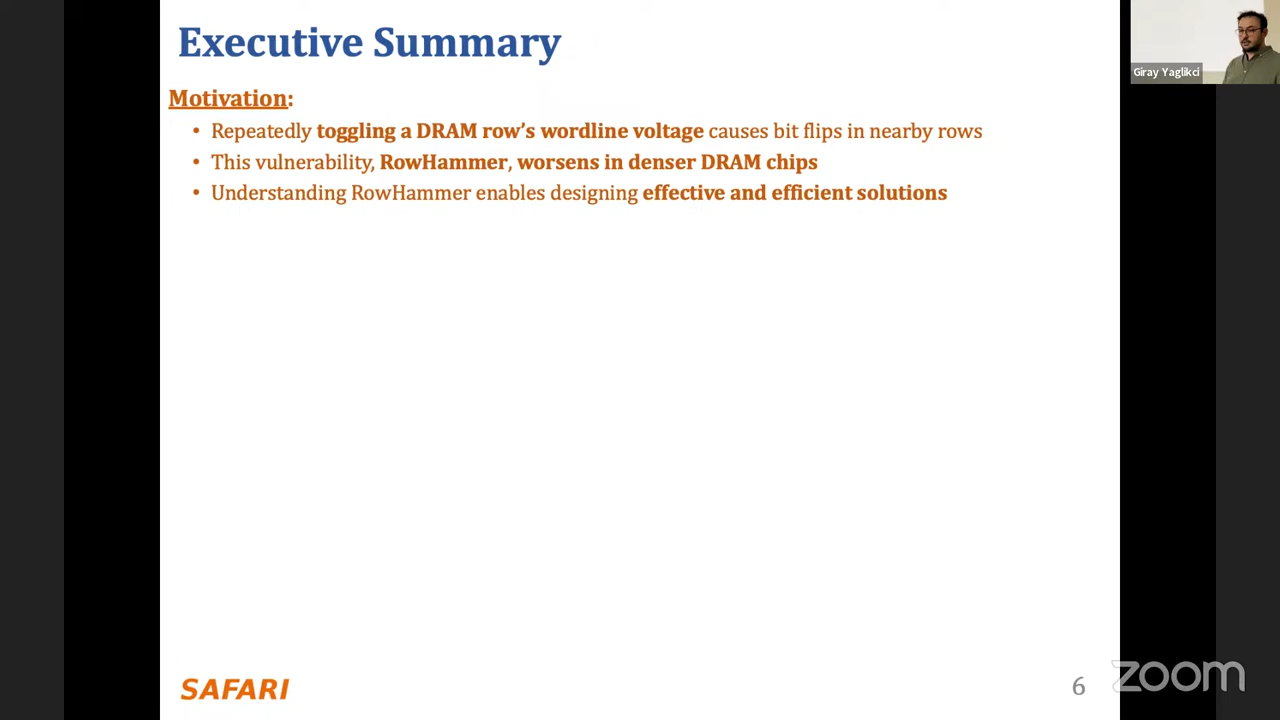 Executive Summary
Giray Yaglikci
Motivation:
• Repeatedly toggling a DRAM row’s wordline voltage causes bit flips in nearby rows
• This vulnerability, RowHammer, worsens in denser DRAM chips
• Understanding RowHammer enables designing effective and efficient solutions
SAFARI
6
zoom